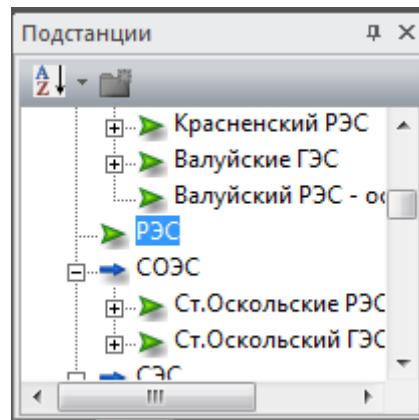 Подстанции
Красненский РЭС
Валуйские ГЭС
Валуйский РЭС - о
РЭС
СОЭС
Ст.Оскольские РЭС
Ст.Оскольский ГЭС
СЭС